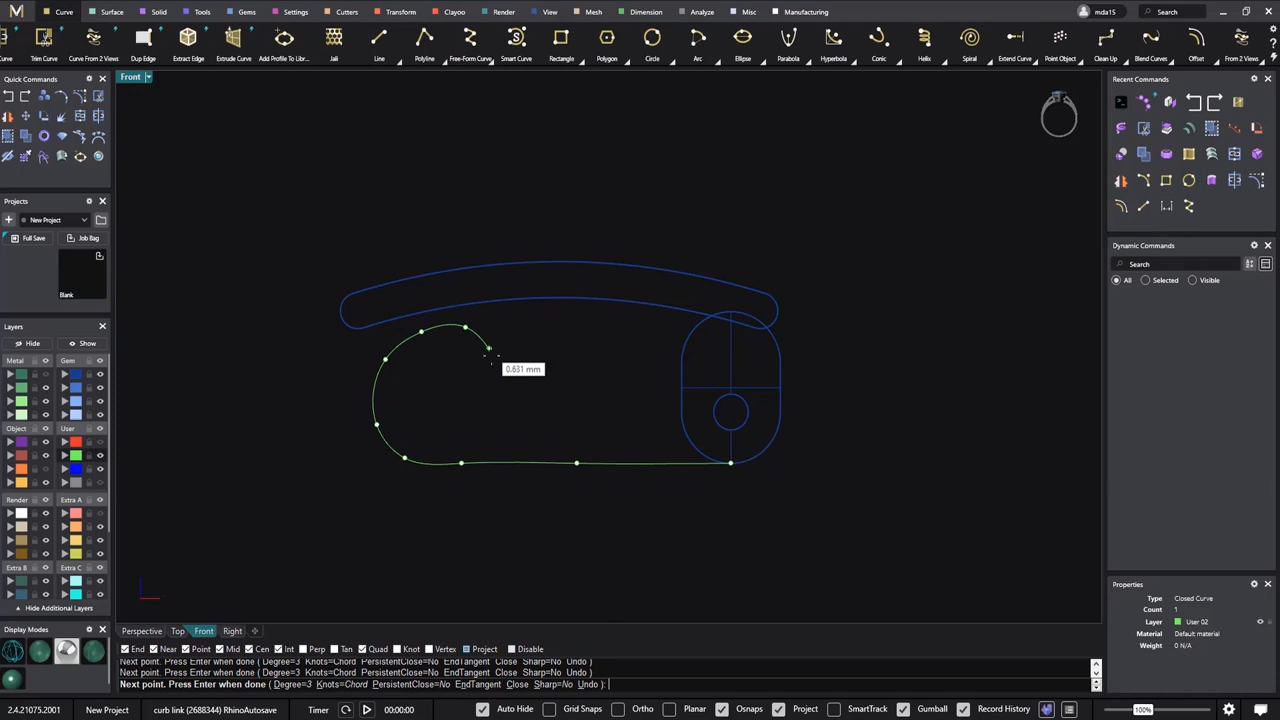 Curve Surface Solid Tools Gems Settings Cutters Transform Clayoo Render View Mesh Dimension Analyze Misc Manufacturing mda15 Search
Curve Trim Curve Curve From 2 Views Dup Edge Extract Edge Extrude Curve Add Profile To Libr... Jali Line Polyline Free-Form Curve Smart Curve Rectangle Polygon Circle Arc Ellipse Parabola Hyperbola Conic Helix Spiral Extend Curve Point Object Clean Up Blend Curves Offset From 2 Views
Quick Commands
Front
Recent Commands
Projects
New Project
Full Save Job Bag
Blank
Dynamic Commands
Search
All Selected Visible
Layers
Hide Show
Metal Gem
0.631 mm
Object User
Render Extra A
Extra B Extra C
Hide Additional Layers
Display Modes
Properties
Type Closed Curve
Count 1
Layer User 02
Material Default material
Weight 0 N/A
Perspective Top Front Right
End Near Point Mid Cen Int Perp Tan Quad Knot Vertex Project Disable
Next point. Press Enter when done ( Degree=3 Knots=Chord PersistentClose=No EndTangent Close Sharp=No Undo )
Next point. Press Enter when done ( Degree=3 Knots=Chord PersistentClose=No EndTangent Close Sharp=No Undo )
Next point. Press Enter when done ( Degree=3 Knots=Chord PersistentClose=No EndTangent Close Sharp=No Undo ):
2.4.21075.2001 New Project curb link (2688344) RhinoAutosave Timer 00:00:00 Auto Hide Grid Snaps Ortho Planar Osnaps Project SmartTrack Gumball Record History 100%